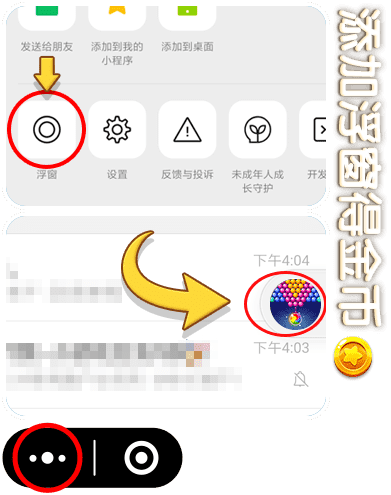 发送给朋友
添加到我的
小程序
添加到桌面
浮窗
设置
反馈与投诉
未成年人成
长守护
开发
下午4:04
下午4:03
添加浮窗得金币